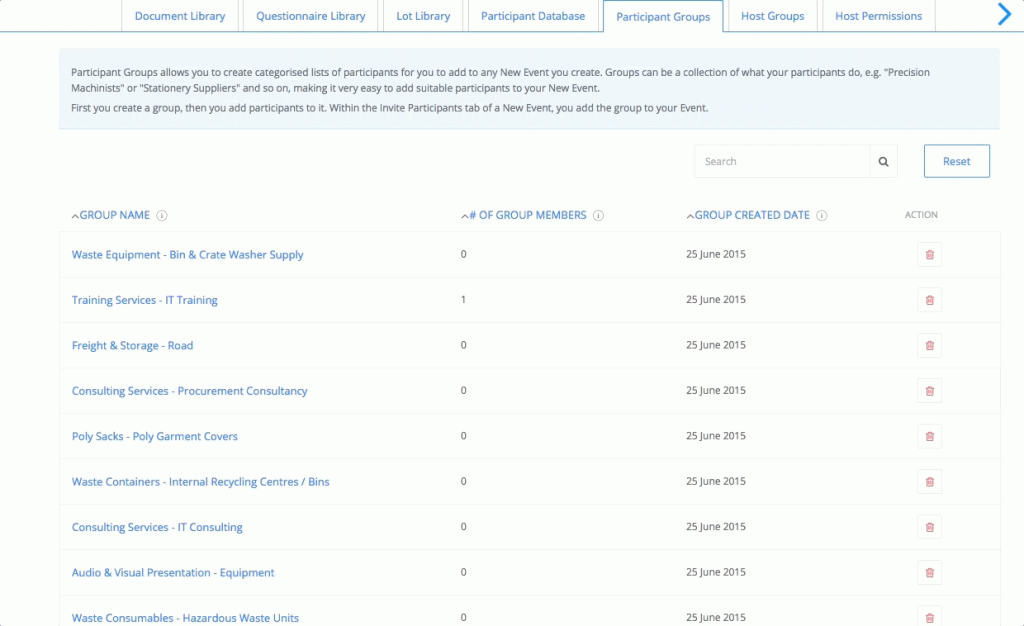 Document Library Questionnaire Library Lot Library Participant Database Participant Groups Host Groups Host Permissions
Participant Groups allows you to create categorised lists of participants for you to add to any New Event you create. Groups can be a collection of what your participants do, e.g. "Precision
Machinists" or "Stationery Suppliers" and so on, making it very easy to add suitable participants to your New Event.
First you create a group, then you add participants to it. Within the Invite Participants tab of a New Event, you add the group to your Event.
Search Reset
GROUP NAME # OF GROUP MEMBERS GROUP CREATED DATE ACTION
Waste Equipment - Bin & Crate Washer Supply 0 25 June 2015
Training Services - IT Training 1 25 June 2015
Freight & Storage - Road 0 25 June 2015
Consulting Services - Procurement Consultancy 0 25 June 2015
Poly Sacks - Poly Garment Covers 0 25 June 2015
Waste Containers - Internal Recycling Centres / Bins 0 25 June 2015
Consulting Services - IT Consulting 0 25 June 2015
Audio & Visual Presentation - Equipment 0 25 June 2015
Waste Consumables - Hazardous Waste Units 0 25 June 2015